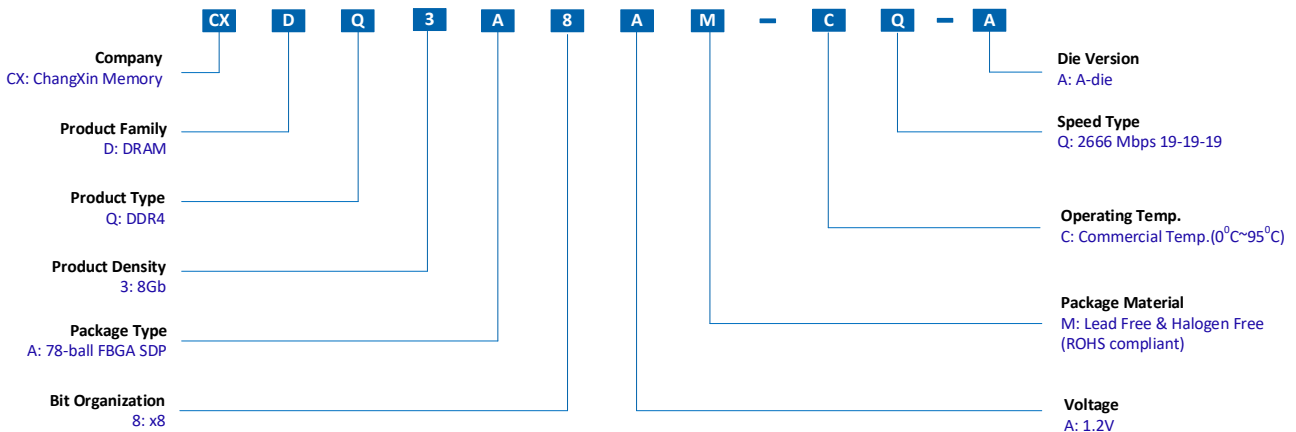 CX D Q 3 A 8 A M – C Q – A
Company
CX: ChangXin Memory
Product Family
D: DRAM
Product Type
Q: DDR4
Product Density
3: 8Gb
Package Type
A: 78-ball FBGA SDP
Bit Organization
8: x8
Die Version
A: A-die
Speed Type
Q: 2666 Mbps 19-19-19
Operating Temp.
C: Commercial Temp.(0⁰C~95⁰C)
Package Material
M: Lead Free & Halogen Free
(ROHS compliant)
Voltage
A: 1.2V